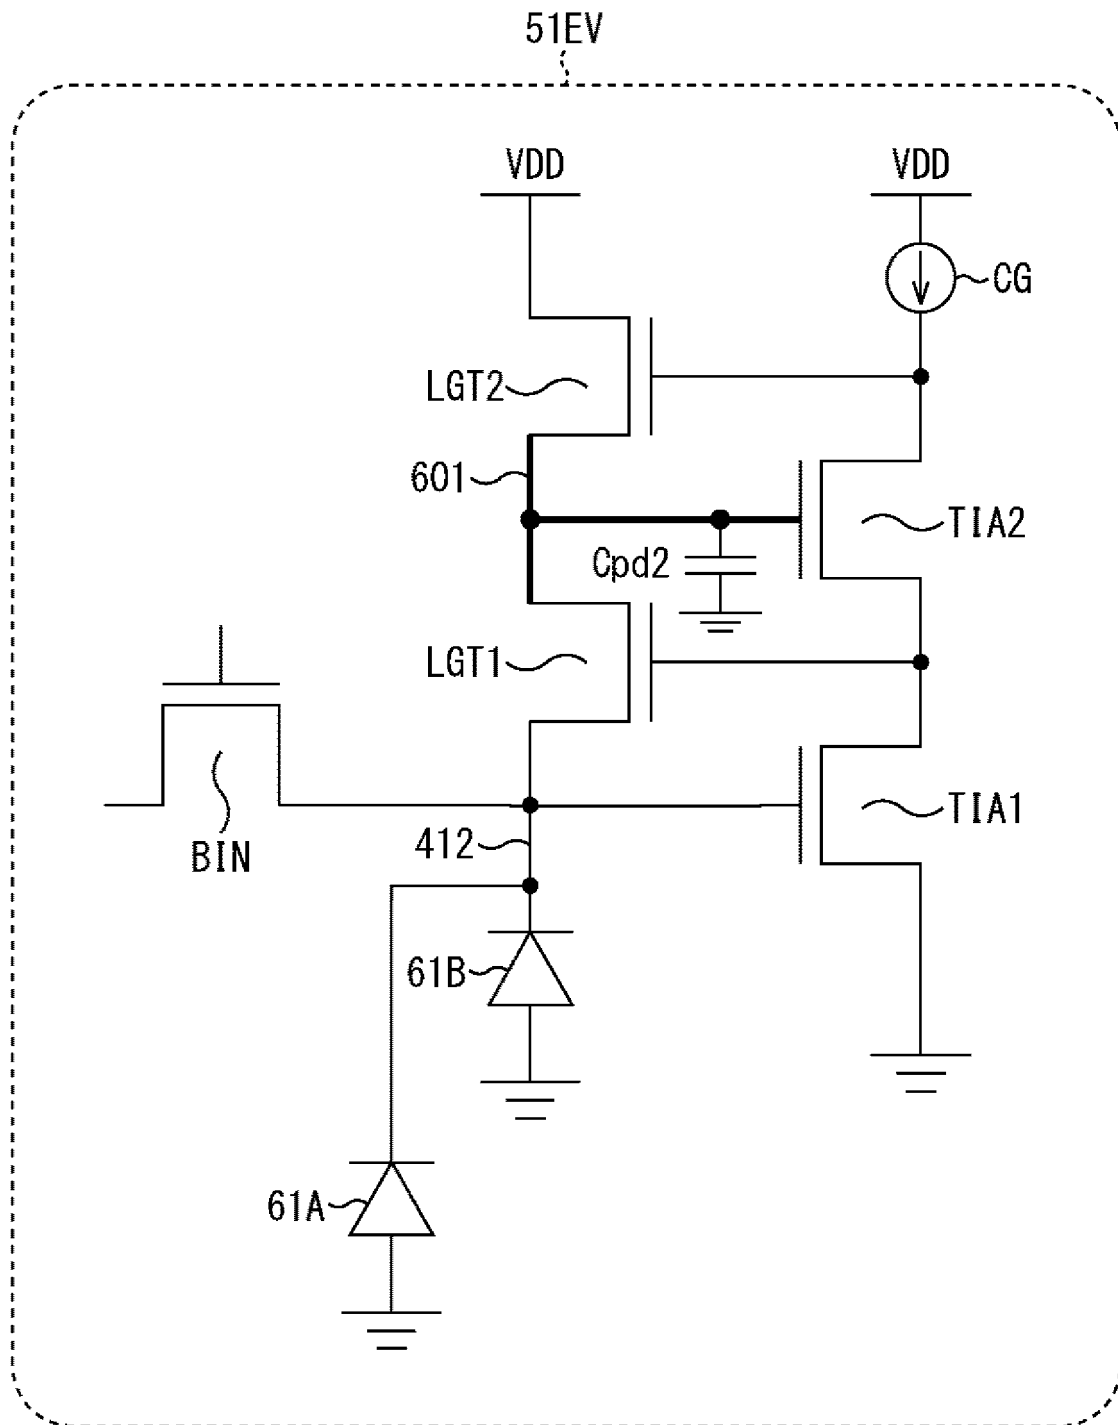 51EV
VDD
VDD
CG
LGT2
601
TIA2
Cpd2
LGT1
TIA1
BIN
412
61B
61A